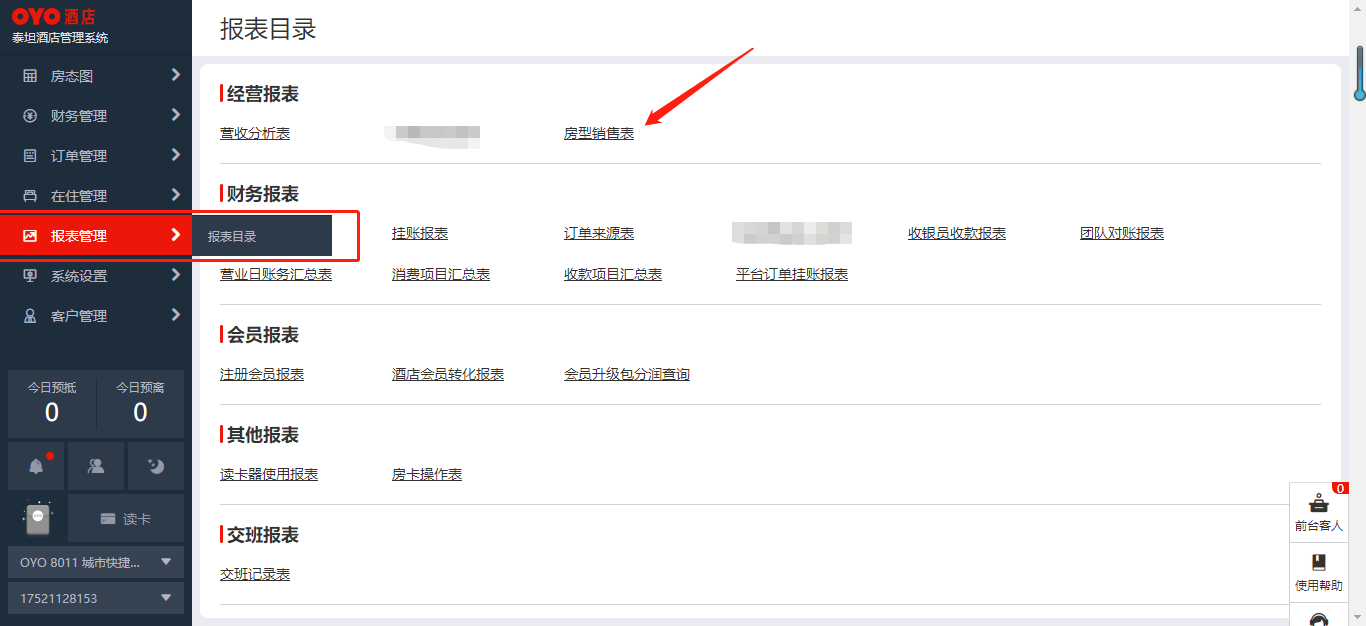 OYO 酒店
泰坦酒店管理系统
房态图
财务管理
订单管理
在住管理
报表管理
报表目录
系统设置
客户管理
今日预抵 今日预离
0 0
读卡
OYO 8011 城市快捷...
17521128153
报表目录
经营报表
营收分析表 房型销售表
财务报表
挂账报表 订单来源表 收银员收款报表 团队对账报表
营业日账务汇总表 消费项目汇总表 收款项目汇总表 平台订单挂账报表
会员报表
注册会员报表 酒店会员转化报表 会员升级包分润查询
其他报表
读卡器使用报表 房卡操作表
交班报表
交班记录表
0
前台客人
使用帮助